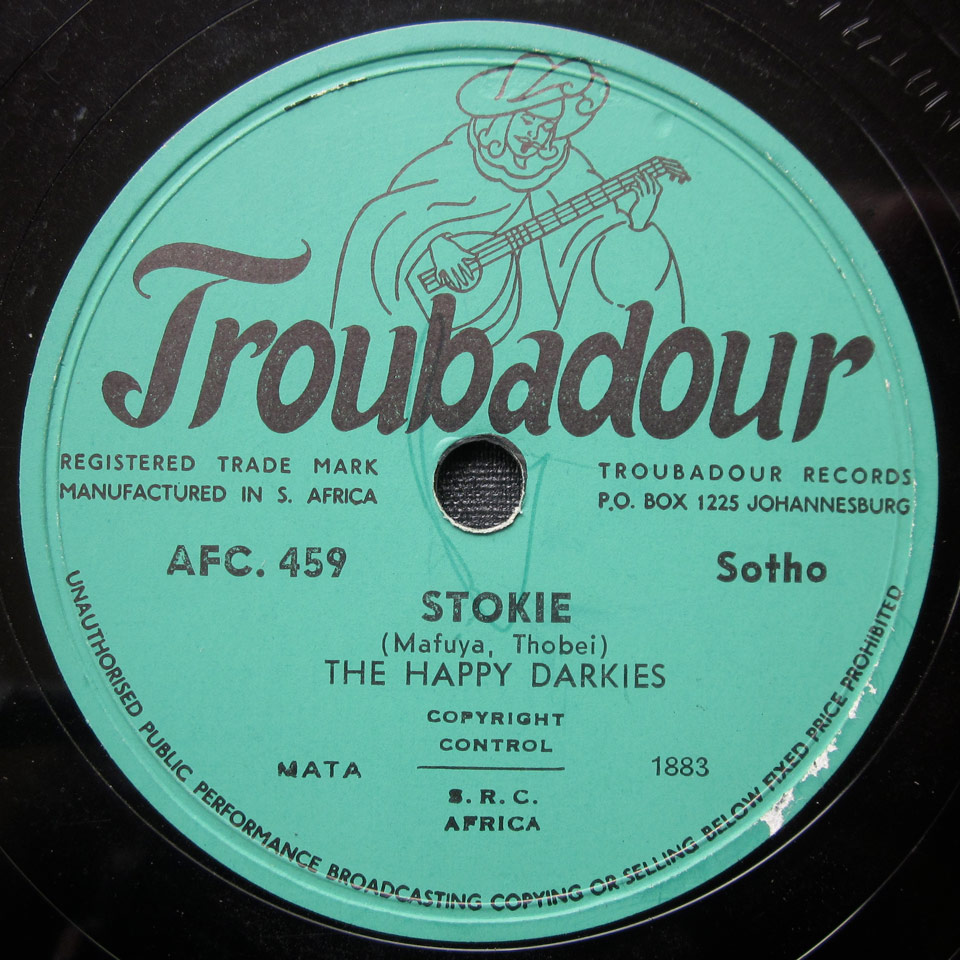 Troubadour
REGISTERED TRADE MARK
MANUFACTURED IN S. AFRICA
TROUBADOUR RECORDS
P.O. BOX 1225 JOHANNESBURG
AFC. 459
Sotho
STOKIE
(Mafuya, Thobei)
THE HAPPY DARKIES
COPYRIGHT
CONTROL
MATA
1883
S. R. C.
AFRICA
UNAUTHORISED PUBLIC PERFORMANCE BROADCASTING COPYING OR SELLING BELOW FIXED PRICE PROHIBITED